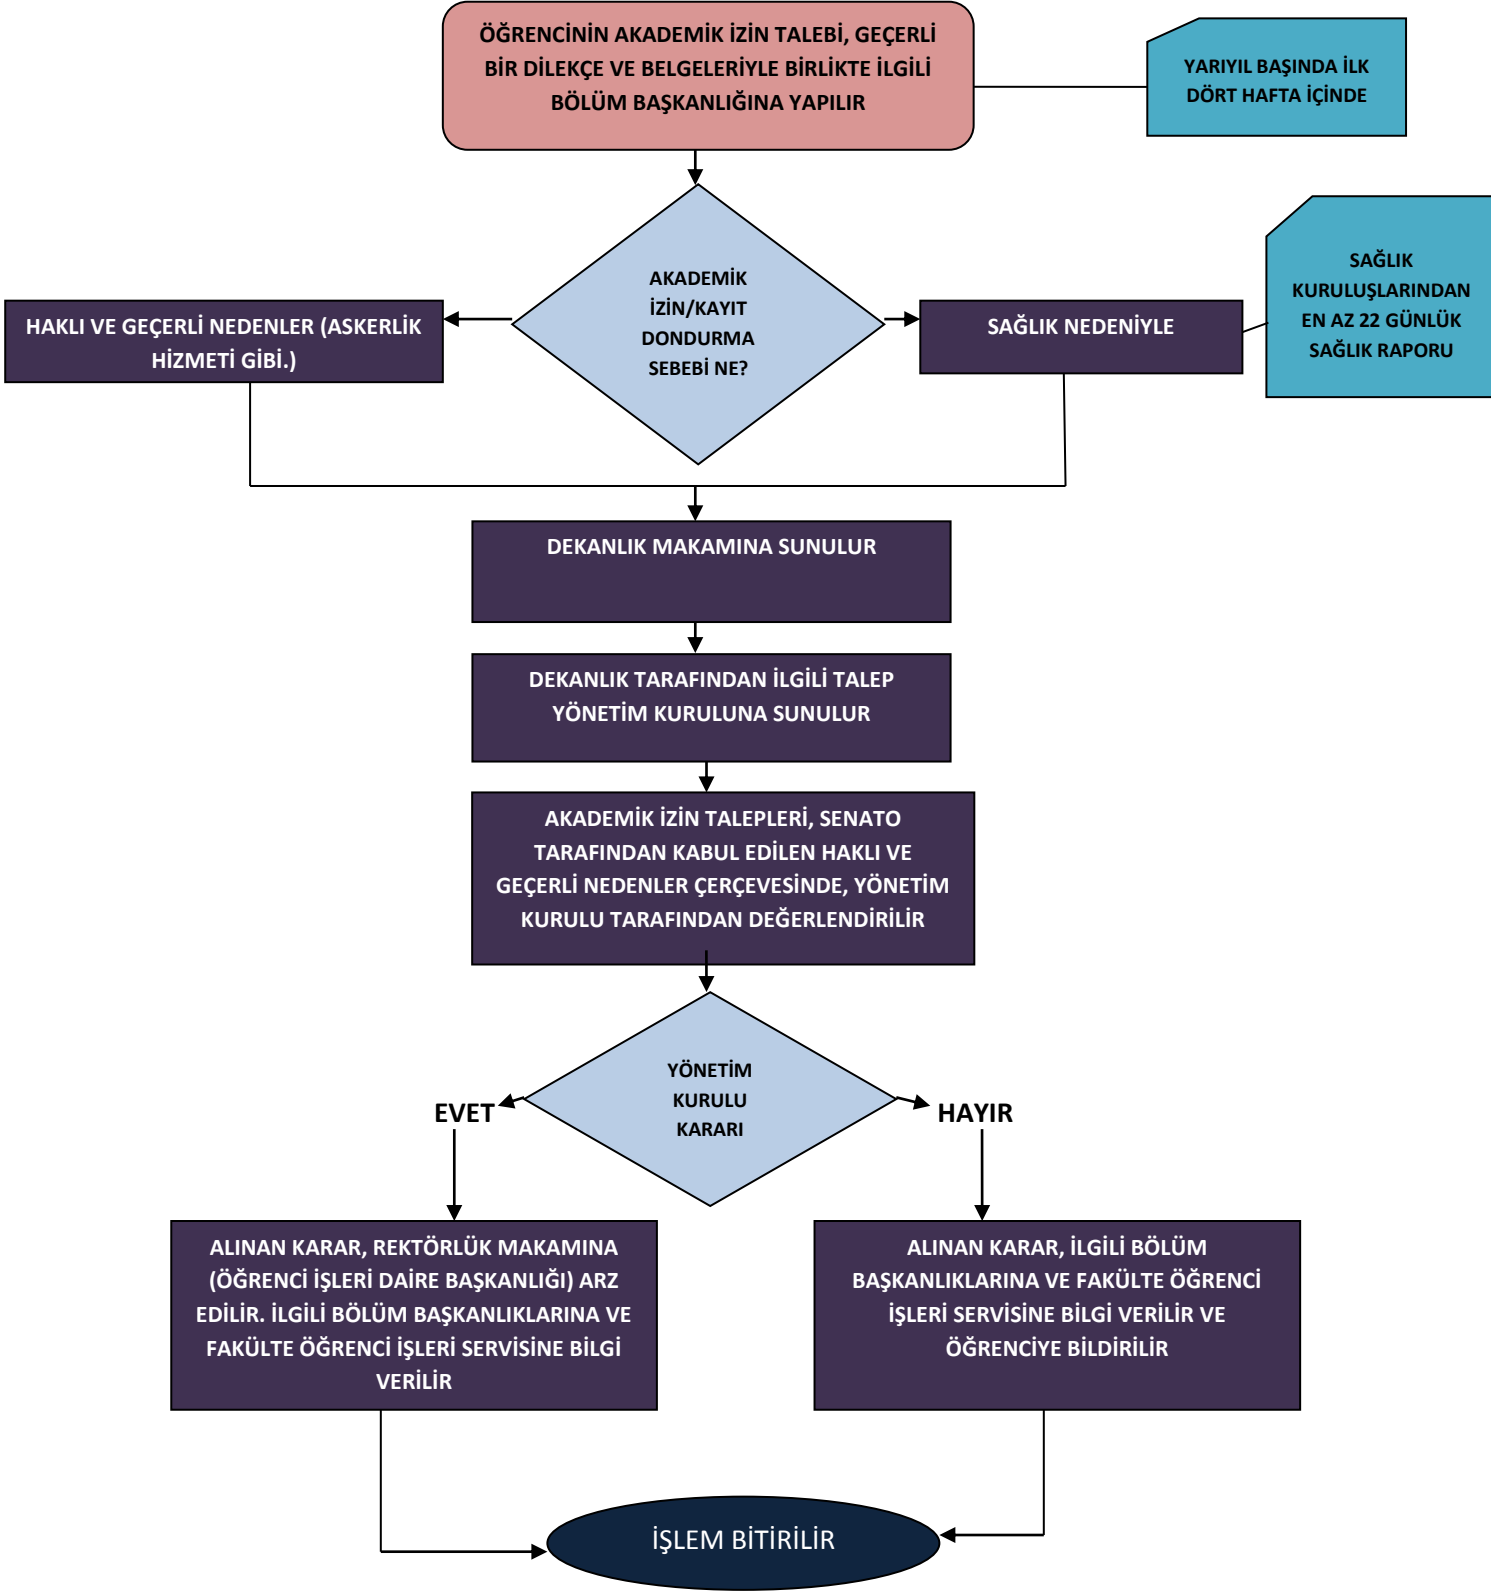 ÖĞRENCİNİN AKADEMİK İZİN TALEBİ, GEÇERLİ
BİR DİLEKÇE VE BELGELERİYLE BİRLİKTE İLGİLİ
BÖLÜM BAŞKANLIĞINA YAPILIR
YARIYIL BAŞINDA İLK
DÖRT HAFTA İÇİNDE
AKADEMİK
İZİN/KAYIT
DONDURMA
SEBEBİ NE?
HAKLI VE GEÇERLİ NEDENLER (ASKERLİK
HİZMETİ GİBİ.)
SAĞLIK NEDENİYLE
SAĞLIK
KURULUŞLARINDAN
EN AZ 22 GÜNLÜK
SAĞLIK RAPORU
DEKANLIK MAKAMINA SUNULUR
DEKANLIK TARAFINDAN İLGİLİ TALEP
YÖNETİM KURULUNA SUNULUR
AKADEMİK İZİN TALEPLERİ, SENATO
TARAFINDAN KABUL EDİLEN HAKLI VE
GEÇERLİ NEDENLER ÇERÇEVESİNDE, YÖNETİM
KURULU TARAFINDAN DEĞERLENDİRİLİR
YÖNETİM
KURULU
KARARI
EVET
HAYIR
ALINAN KARAR, REKTÖRLÜK MAKAMINA
(ÖĞRENCİ İŞLERİ DAİRE BAŞKANLIĞI) ARZ
EDİLİR. İLGİLİ BÖLÜM BAŞKANLIKLARINA VE
FAKÜLTE ÖĞRENCİ İŞLERİ SERVİSİNE BİLGİ
VERİLİR
ALINAN KARAR, İLGİLİ BÖLÜM
BAŞKANLIKLARINA VE FAKÜLTE ÖĞRENCİ
İŞLERİ SERVİSİNE BİLGİ VERİLİR VE
ÖĞRENCİYE BİLDİRİLİR
İŞLEM BİTİRİLİR